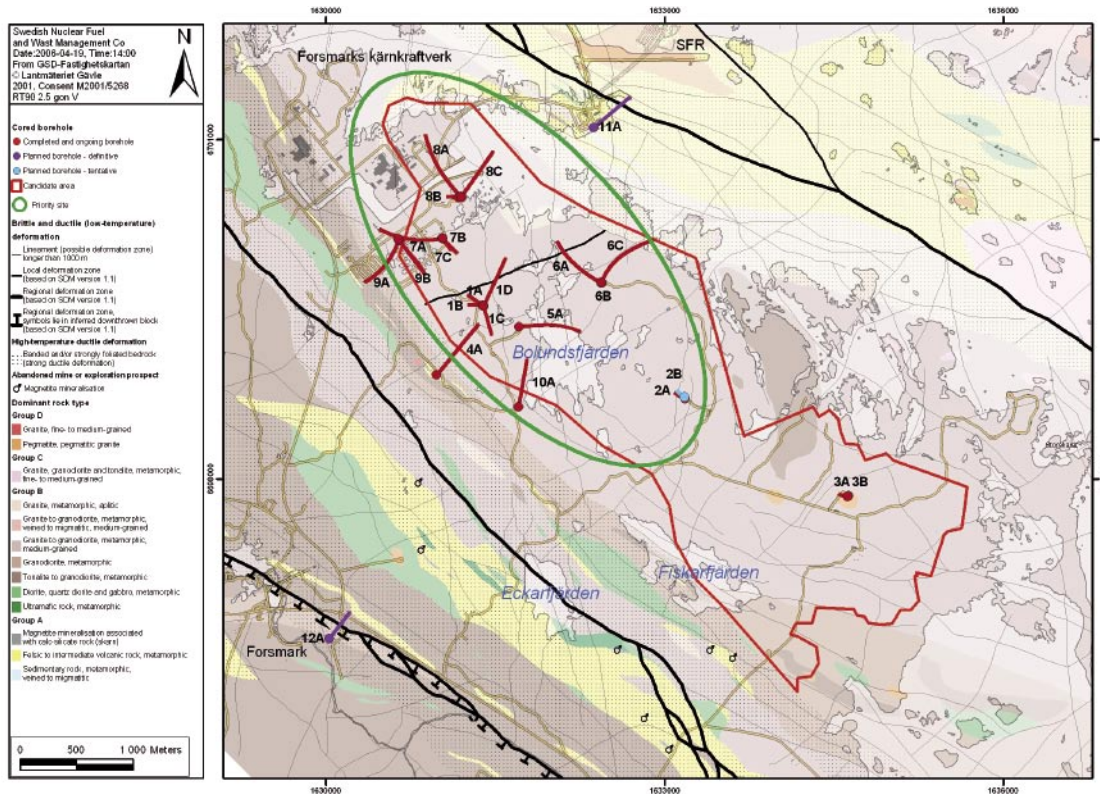 Swedish Nuclear Fuel
and Wast Management Co
Date:2006-04-19, Time:14:00
From GSD-Fastighetskartan
© Lantmäteriet Gävle
2001, Consent M2001/5268
RT90 2.5 gon V
N
Cored borehole
Completed and ongoing borehole
Planned borehole - definitive
Planned borehole - tentative
Candidate area
Priority site
Brittle and ductile (low-temperature)
deformation
Lineament (possible deformation zone)
longer than 1000 m
Local deformation zone
(based on SDM version 1.1)
Regional deformation zone
(based on SDM version 1.1)
Regional deformation zone,
symbols lie in inferred downthrown block
(based on SDM version 1.1)
High-temperature ductile deformation
Banded and/or strongly foliated bedrock
(strong ductile deformation)
Abandoned mine or exploration prospect
Magnetite mineralisation
Dominant rock type
Group D
Granite, fine- to medium-grained
Pegmatite, pegmatitic granite
Group C
Granite, granodiorite and tonalite, metamorphic,
fine- to medium-grained
Group B
Granite, metamorphic, aplitic
Granite to granodiorite, metamorphic,
veined to migmatitic, medium-grained
Granite to granodiorite, metamorphic,
medium-grained
Granodiorite, metamorphic
Tonalite to granodiorite, metamorphic
Diorite, quartz diorite and gabbro, metamorphic
Ultramafic rock, metamorphic
Group A
Magnetite mineralisation associated
with calc-silicate rock (skarn)
Felsic to intermediate volcanic rock, metamorphic
Sedimentary rock, metamorphic,
veined to migmatitic
0 500 1 000 Meters
1630000 1633000 1636000
Forsmarks kärnkraftverk
SFR
11A
6701000
8A
8C
8B
7A
7B
7C
9A
9B
6C
6A
6B
1A
1D
1B
1C
5A
4A
Bolundsfjärden
10A
2B
2A
3A 3B
Fiskarfjärden
Eckarfjärden
12A
Forsmark
1630000 1633000 1636000